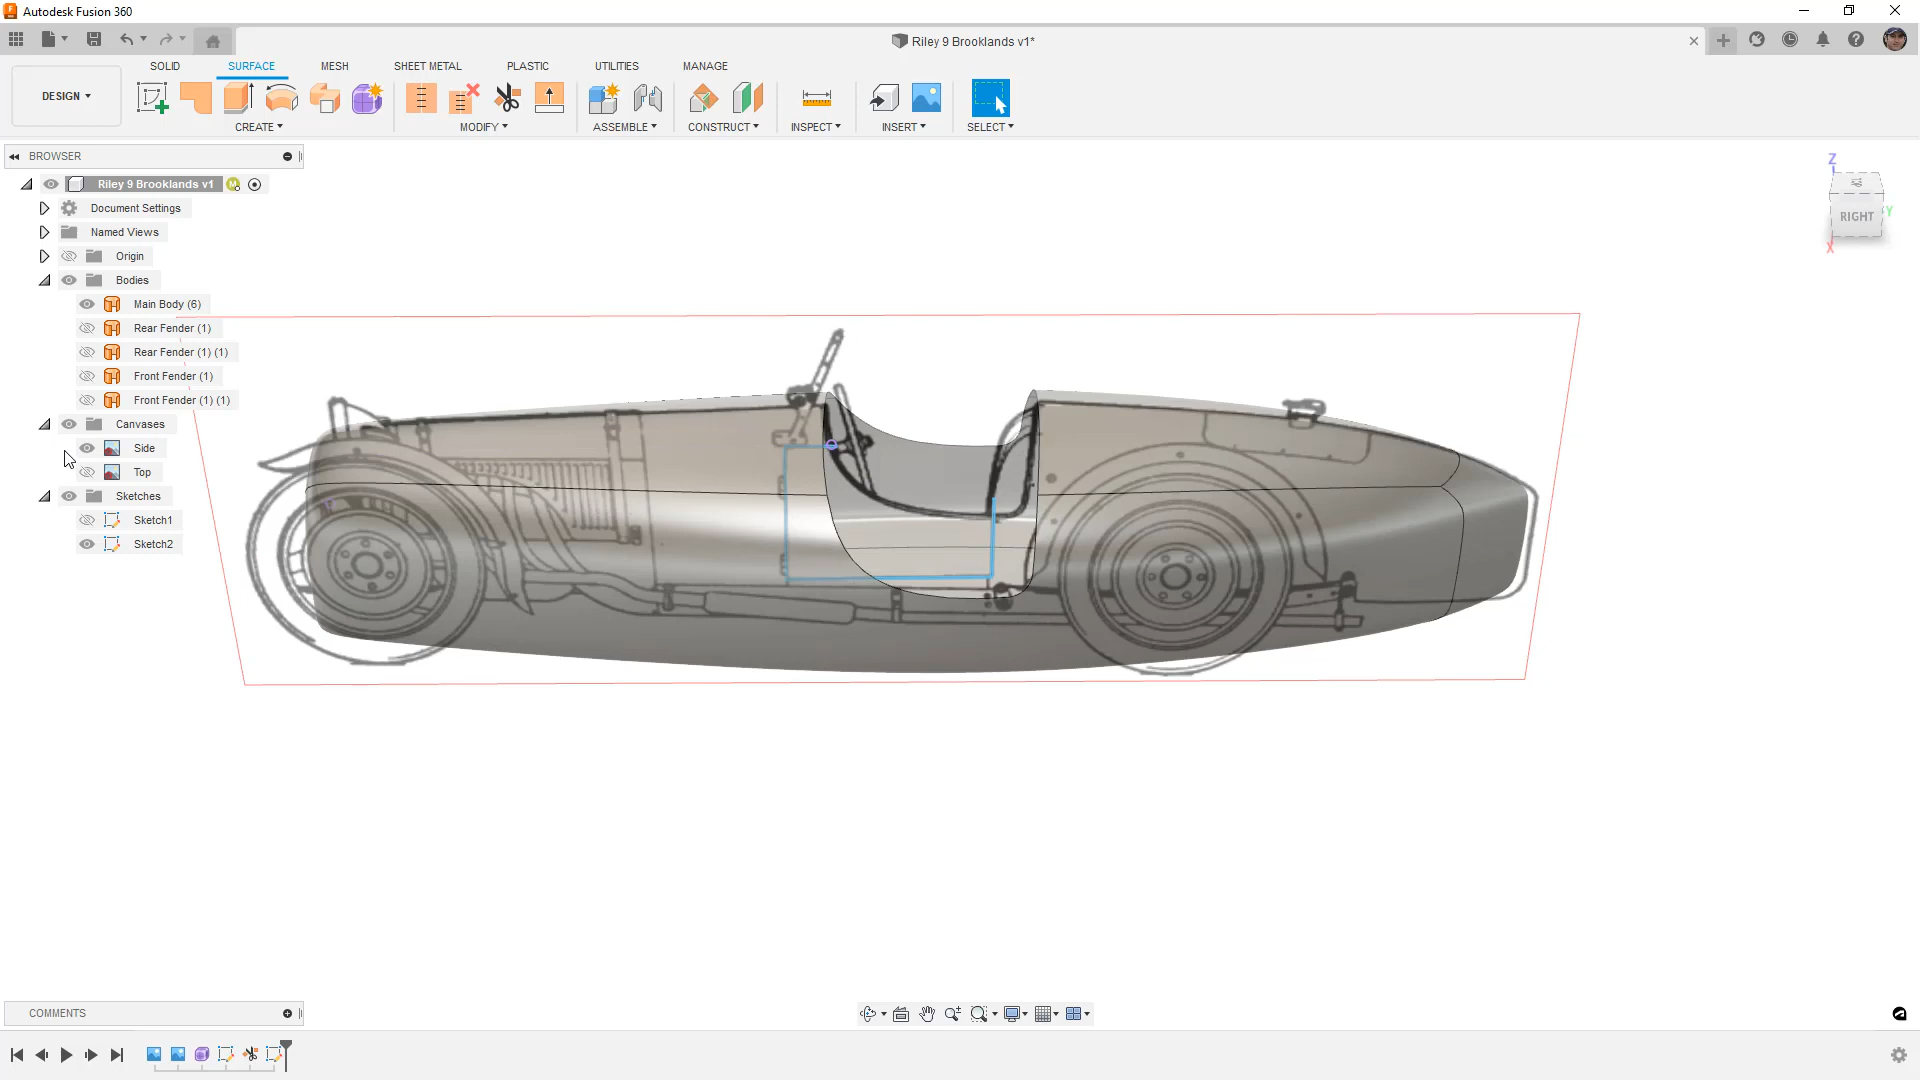 Autodesk Fusion 360
Riley 9 Brooklands v1*
DESIGN
SOLID
SURFACE
MESH
SHEET METAL
PLASTIC
UTILITIES
MANAGE
CREATE
MODIFY
ASSEMBLE
CONSTRUCT
INSPECT
INSERT
SELECT
BROWSER
Riley 9 Brooklands v1
Document Settings
Named Views
Origin
Bodies
Main Body (6)
Rear Fender (1)
Rear Fender (1) (1)
Front Fender (1)
Front Fender (1) (1)
Canvases
Side
Top
Sketches
Sketch1
Sketch2
Z
RIGHT
Y
X
COMMENTS